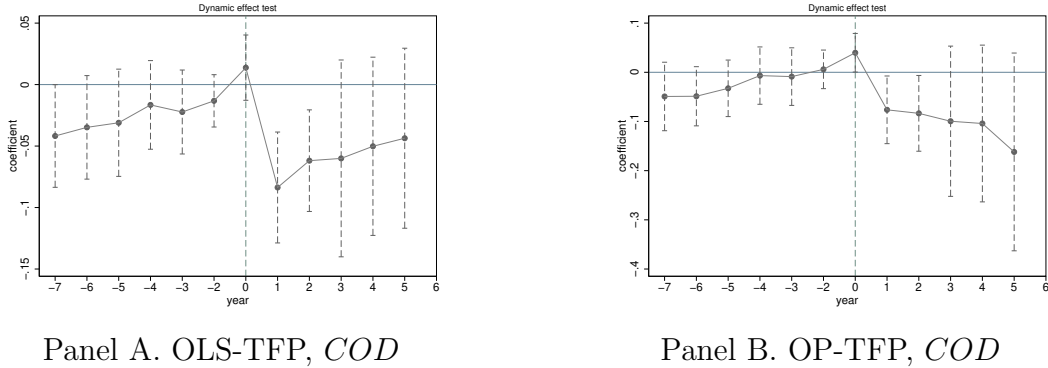 Dynamic effect test
.05
0
-.05
-.1
-.15
coefficient
-7 -6 -5 -4 -3 -2 0 1 2 3 4 5 6
year
Panel A. OLS-TFP, COD
Dynamic effect test
.1
0
-.1
-.2
-.3
-.4
coefficient
-7 -6 -5 -4 -3 -2 0 1 2 3 4 5 6
year
Panel B. OP-TFP, COD